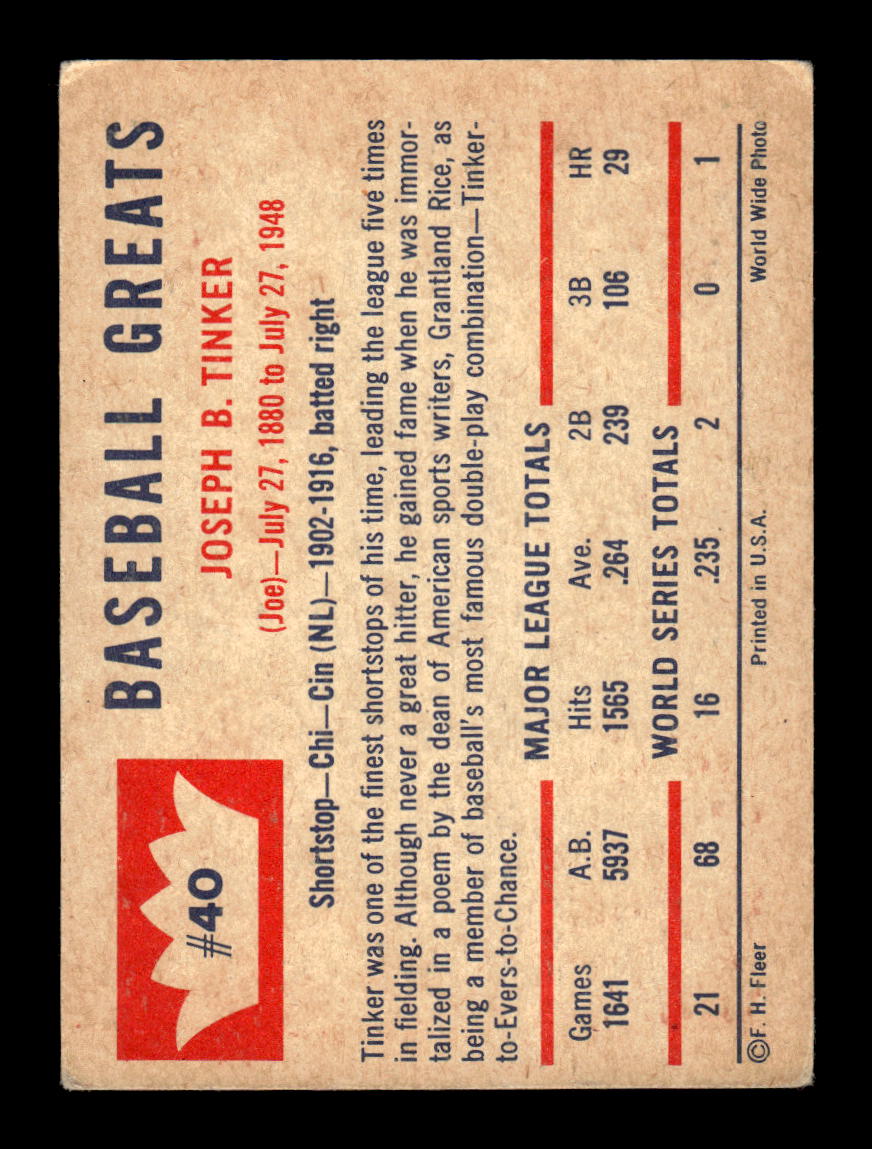 #40
BASEBALL GREATS
JOSEPH B. TINKER
(Joe)—July 27, 1880 to July 27, 1948
Shortstop—Chi—Cin (NL)—1902-1916, batted right
Tinker was one of the finest shortstops of his time, leading the league five times
in fielding. Although never a great hitter, he gained fame when he was immor-
talized in a poem by the dean of American sports writers, Grantland Rice, as
being a member of baseball's most famous double-play combination—Tinker-
to-Evers-to-Chance.
MAJOR LEAGUE TOTALS
Games A.B. Hits Ave. 2B 3B HR
1641 5937 1565 .264 239 106 29
WORLD SERIES TOTALS
21 68 16 .235 2 0 1
©F. H. Fleer Printed in U.S.A. World Wide Photo